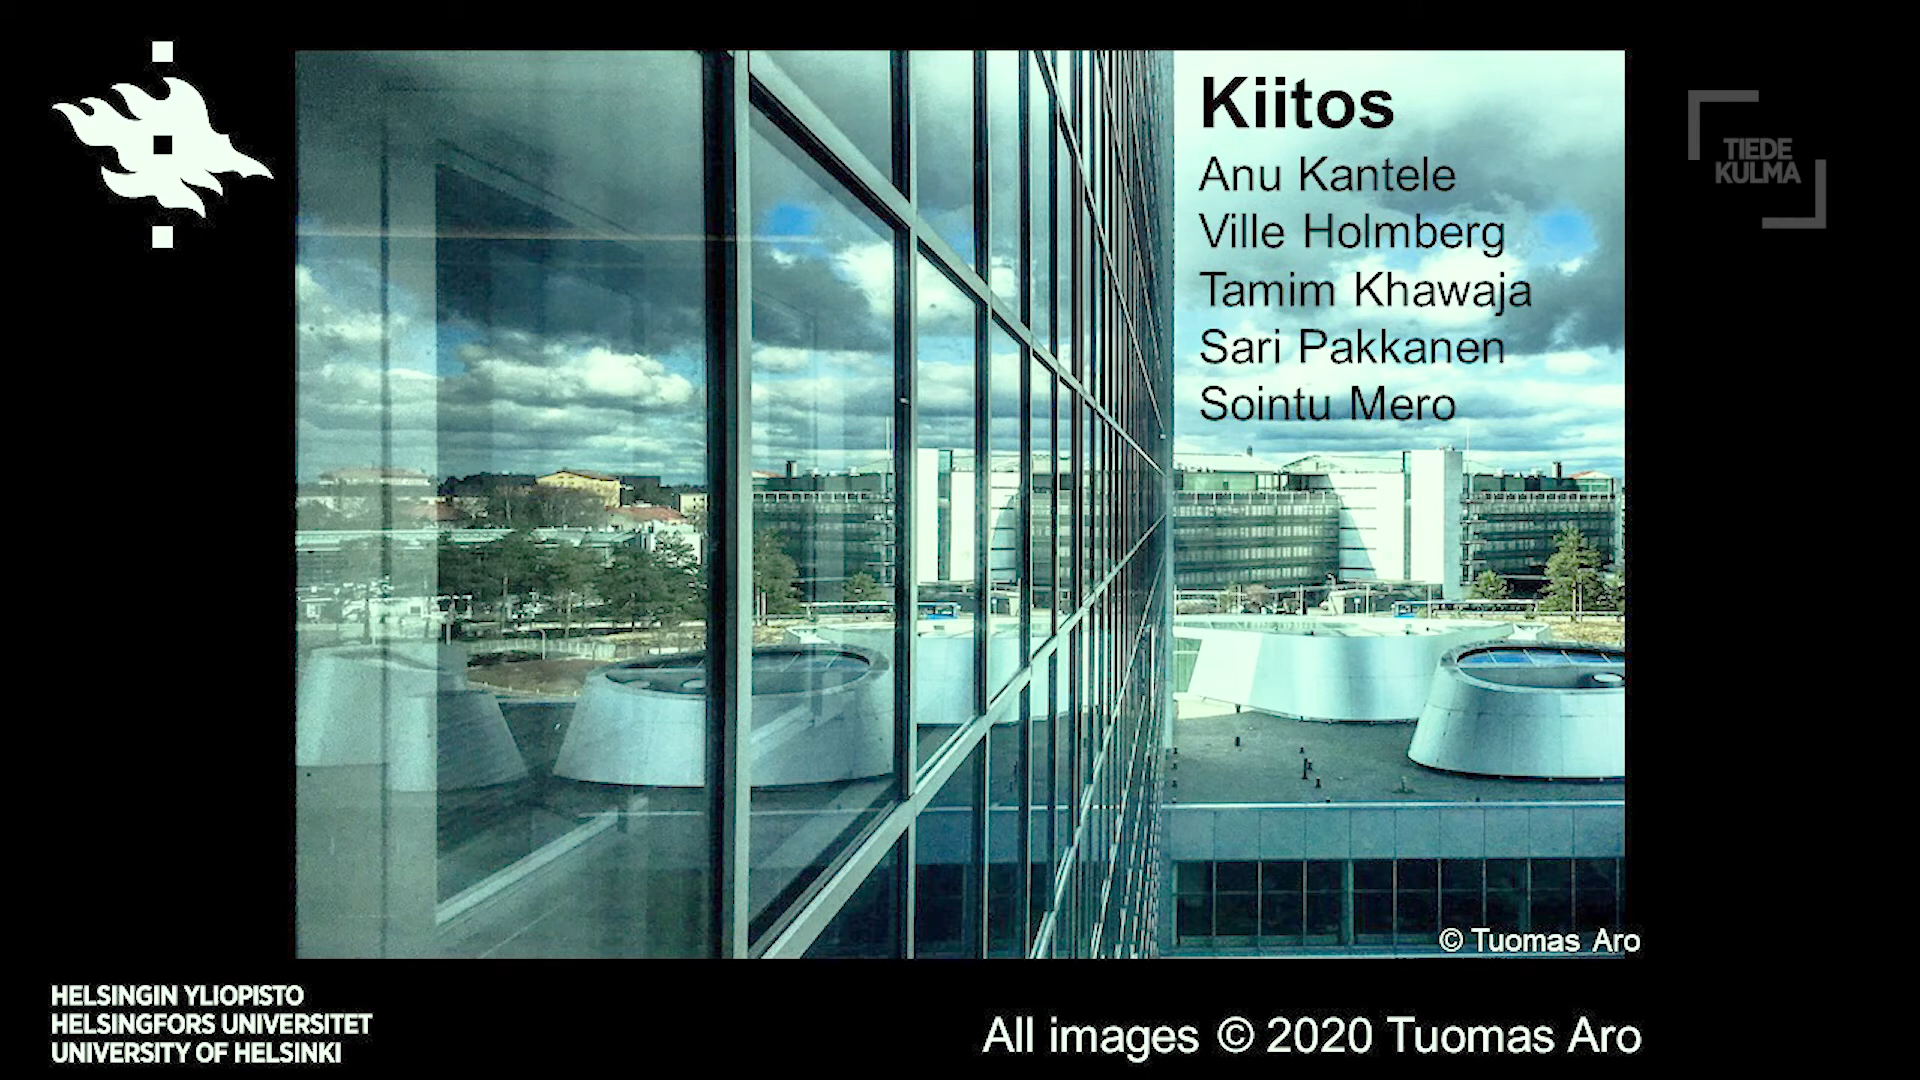 Kiitos
Anu Kantele
Ville Holmberg
Tamim Khawaja
Sari Pakkanen
Sointu Mero
TIEDE
KULMA
© Tuomas Aro
HELSINGIN YLIOPISTO
HELSINGFORS UNIVERSITET
UNIVERSITY OF HELSINKI
All images © 2020 Tuomas Aro